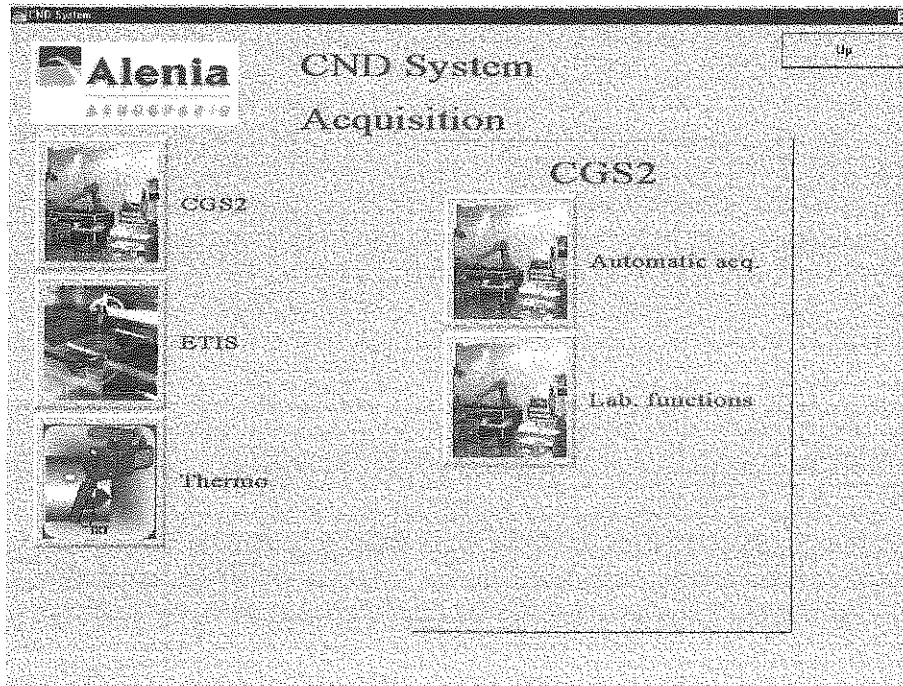 CND System
Up
Alenia
CND System
Acquisition
CGS2
CGS2
Automatic acq.
ETIS
Lab. functions
Thermo